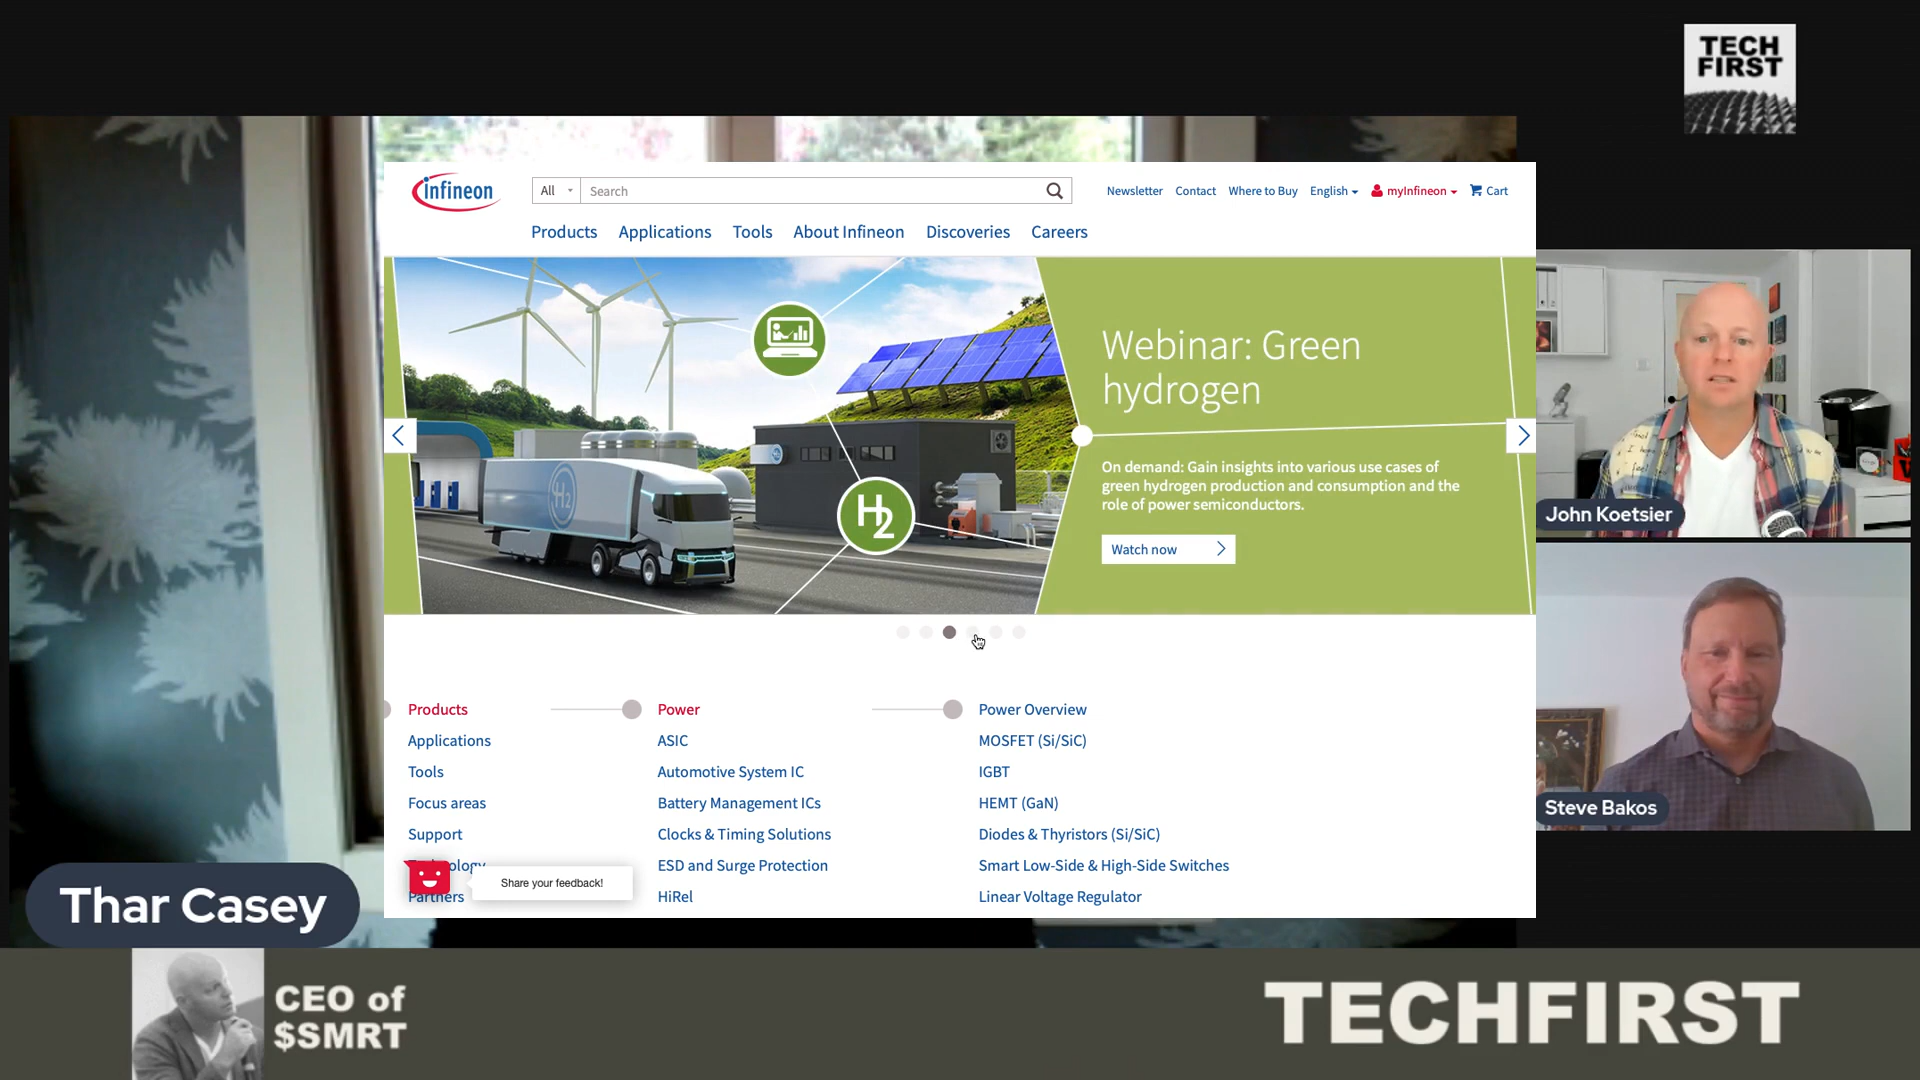 TECH
FIRST
infineon
All
Search
Newsletter
Contact
Where to Buy
English
myInfineon
Cart
Products
Applications
Tools
About Infineon
Discoveries
Careers
Webinar: Green
hydrogen
On demand: Gain insights into various use cases of
green hydrogen production and consumption and the
role of power semiconductors.
Watch now
H2
H2
John Koetsier
Steve Bakos
Products
Applications
Tools
Focus areas
Support
Technology
Partners
Share your feedback!
Power
ASIC
Automotive System IC
Battery Management ICs
Clocks & Timing Solutions
ESD and Surge Protection
HiRel
Power Overview
MOSFET (Si/SiC)
IGBT
HEMT (GaN)
Diodes & Thyristors (Si/SiC)
Smart Low-Side & High-Side Switches
Linear Voltage Regulator
Thar Casey
CEO of
$SMRT
TECHFIRST